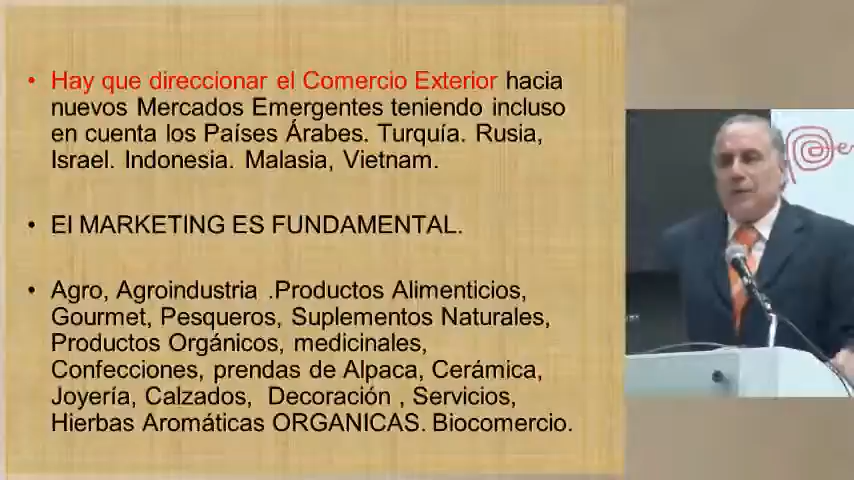 • Hay que direccionar el Comercio Exterior hacia
nuevos Mercados Emergentes teniendo incluso
en cuenta los Países Árabes. Turquía. Rusia,
Israel. Indonesia. Malasia, Vietnam.
• El MARKETING ES FUNDAMENTAL.
• Agro, Agroindustria .Productos Alimenticios,
Gourmet, Pesqueros, Suplementos Naturales,
Productos Orgánicos, medicinales,
Confecciones, prendas de Alpaca, Cerámica,
Joyería, Calzados,  Decoración , Servicios,
Hierbas Aromáticas ORGANICAS. Biocomercio.